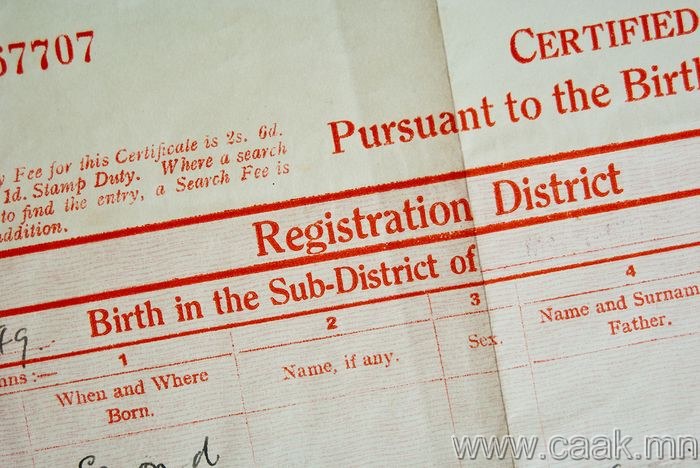 67707
CERTIFIED
Pursuant to the Birth
Fee for this Certificate is 2s. 6d.
1d. Stamp Duty. Where a search
to find the entry, a Search Fee is
addition.
Registration District
Birth in the Sub-District of
1
2
3
4
When and Where
Born.
Name, if any.
Sex.
Name and Surname
Father.
www.caak.mn